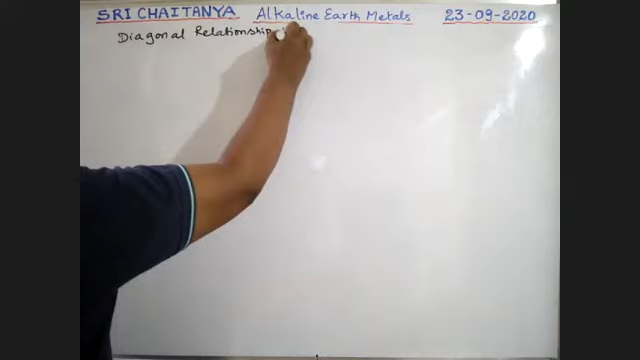 SRI CHAITANYA Alkaline Earth Metals 23-09-2020
Diagonal Relationship